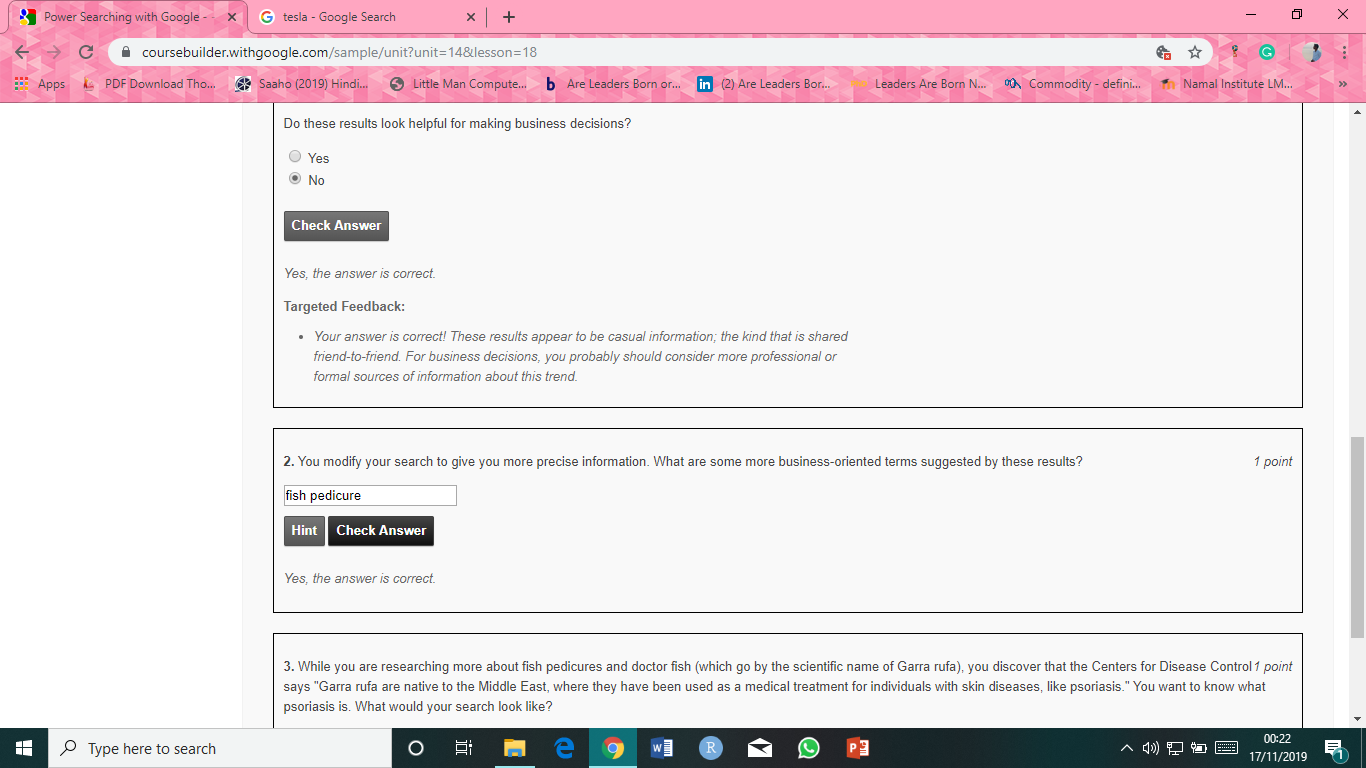 Power Searching with Google -
tesla - Google Search
coursebuilder.withgoogle.com/sample/unit?unit=14&lesson=18
Apps
PDF Download Tho...
Saaho (2019) Hindi...
Little Man Compute...
Are Leaders Born or...
(2) Are Leaders Bor...
Leaders Are Born N...
Commodity - defini...
Namal Institute LM...
Do these results look helpful for making business decisions?
Yes
No
Check Answer
Yes, the answer is correct.
Targeted Feedback:
• Your answer is correct! These results appear to be casual information; the kind that is shared
friend-to-friend. For business decisions, you probably should consider more professional or
formal sources of information about this trend.
2. You modify your search to give you more precise information. What are some more business-oriented terms suggested by these results? 1 point
fish pedicure
Hint Check Answer
Yes, the answer is correct.
3. While you are researching more about fish pedicures and doctor fish (which go by the scientific name of Garra rufa), you discover that the Centers for Disease Control 1 point
says "Garra rufa are native to the Middle East, where they have been used as a medical treatment for individuals with skin diseases, like psoriasis." You want to know what
psoriasis is. What would your search look like?
Type here to search
00:22
17/11/2019
1